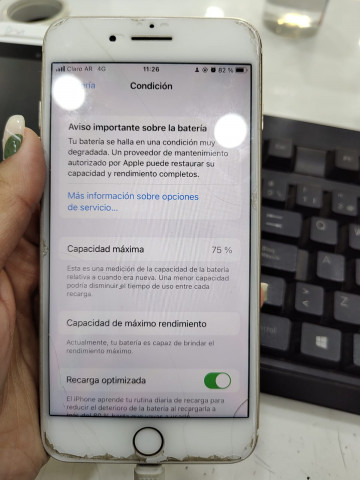 Claro AR 4G 11:26 82 %
ría Condición
Aviso importante sobre la batería
Tu batería se halla en una condición muy
degradada. Un proveedor de mantenimiento
autorizado por Apple puede restaurar su
capacidad y rendimiento completos.
Más información sobre opciones
de servicio...
Capacidad máxima 75 %
Esta es una medición de la capacidad de la batería
relativa a cuando era nueva. Una menor capacidad
podría disminuir el tiempo de uso entre cada
recarga.
Capacidad de máximo rendimiento
Actualmente, tu batería es capaz de brindar el
rendimiento máximo.
Recarga optimizada
El iPhone aprende tu rutina diaria de recarga para
reducir el deterioro de la batería al recargarla a